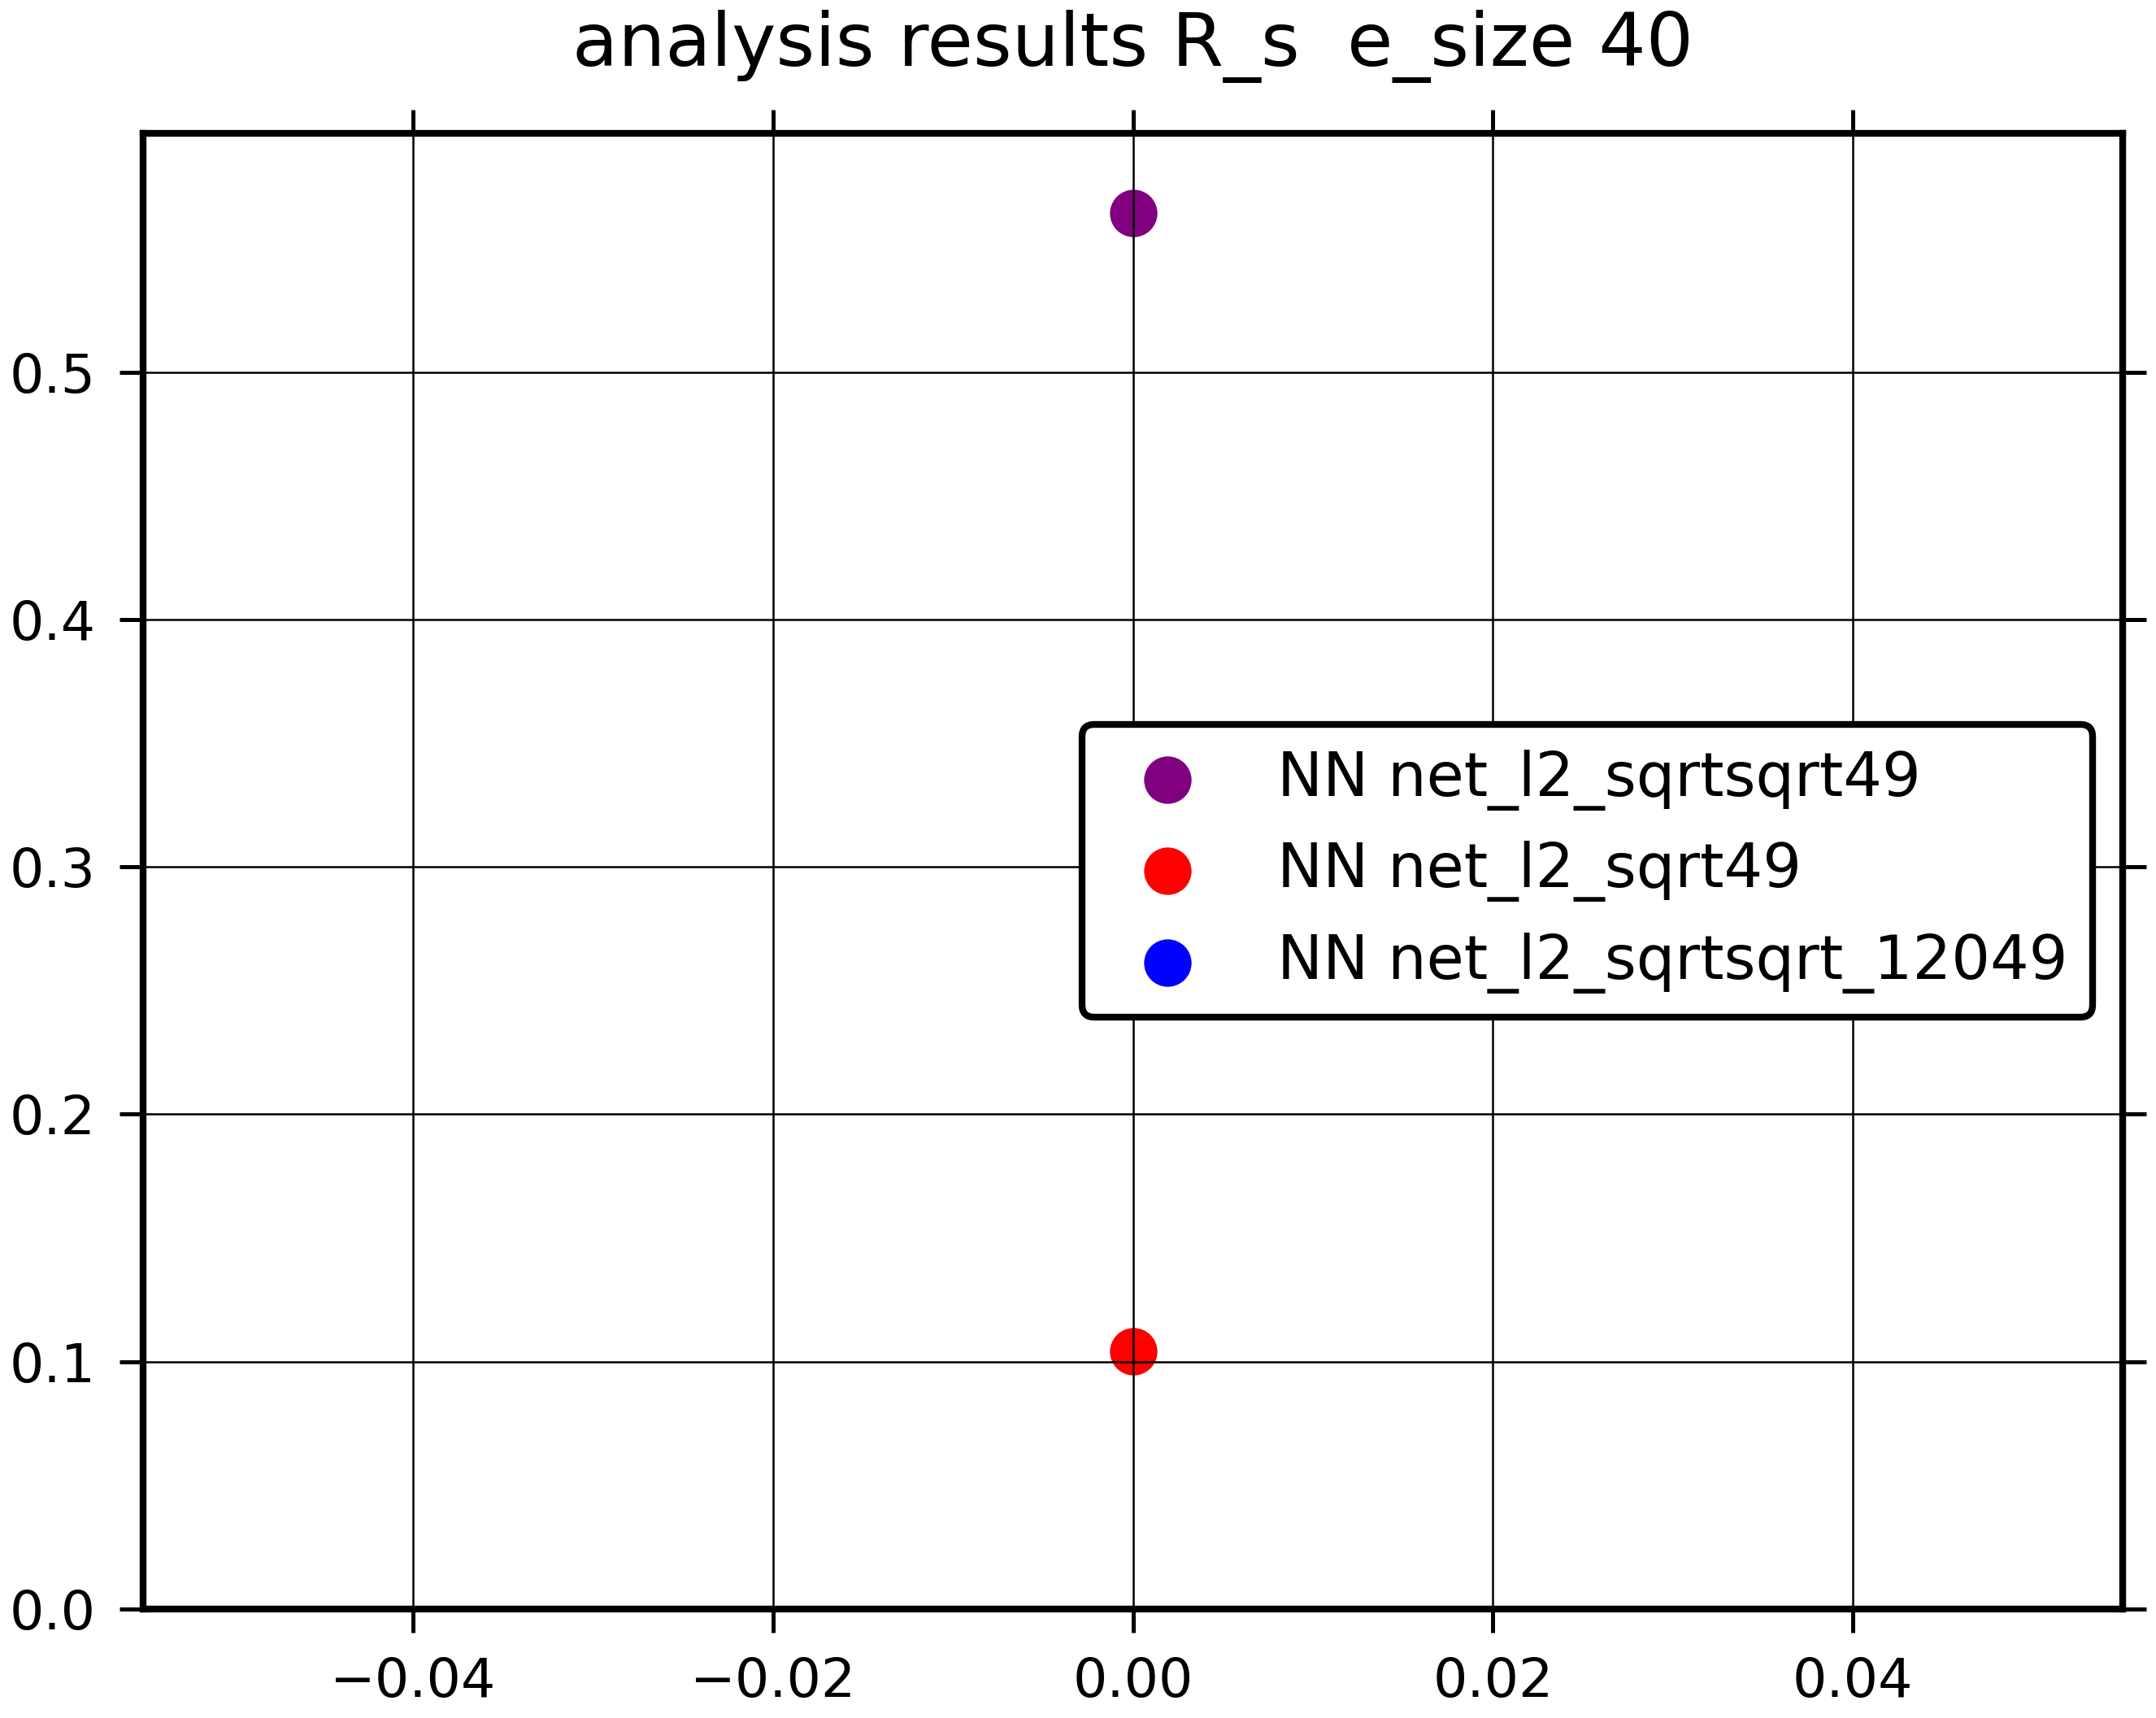 analysis results R_s  e_size 40
0.5
0.4
0.3
0.2
0.1
0.0
NN net_l2_sqrtsqrt49
NN net_l2_sqrt49
NN net_l2_sqrtsqrt_12049
−0.04 −0.02 0.00 0.02 0.04